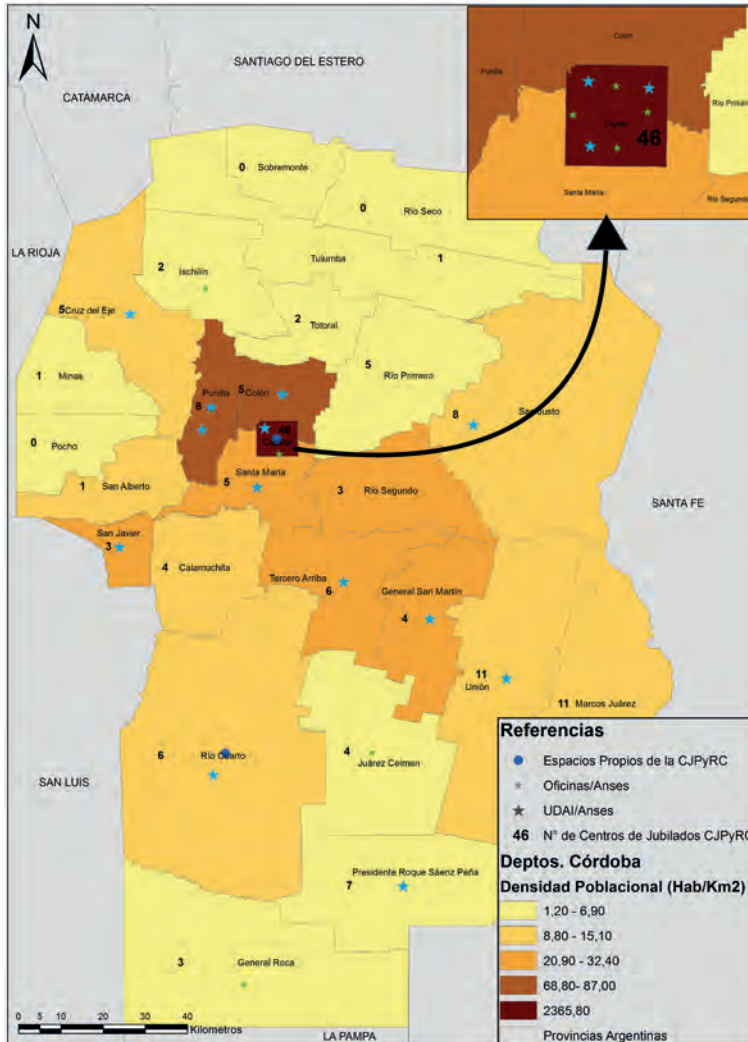 N
SANTIAGO DEL ESTERO
CATAMARCA
LA RIOJA
Colón
Punilla
Capital
46
Río Primero
Santa María
Río Segundo
0 Sobremonte
0
Río Seco
2 Ischilín
Tulumba
1
5 Cruz del Eje
2
Totoral
1
Minas
5
Río Primero
Punilla
8
5 Colón
46
Capital
8
San Justo
0
Pocho
1 San Alberto
Santa María
5
3 Río Segundo
SANTA FE
San Javier
3
4 Calamuchita
Tercero Arriba
6
General San Martín
4
11
Unión
11 Marcos Juárez
6
Río Cuarto
4
Juárez Celman
SAN LUIS
Presidente Roque Sáenz Peña
7
3
General Roca
LA PAMPA
0 5 10 20 30 40
Kilometros
Referencias
Espacios Propios de la CJPyRC
Oficinas/Anses
UDAI/Anses
46 N° de Centros de Jubilados CJPyRC
Deptos. Córdoba
Densidad Poblacional (Hab/Km2)
1,20 - 6,90
8,80 - 15,10
20,90 - 32,40
68,80- 87,00
2365,80
Provincias Argentinas